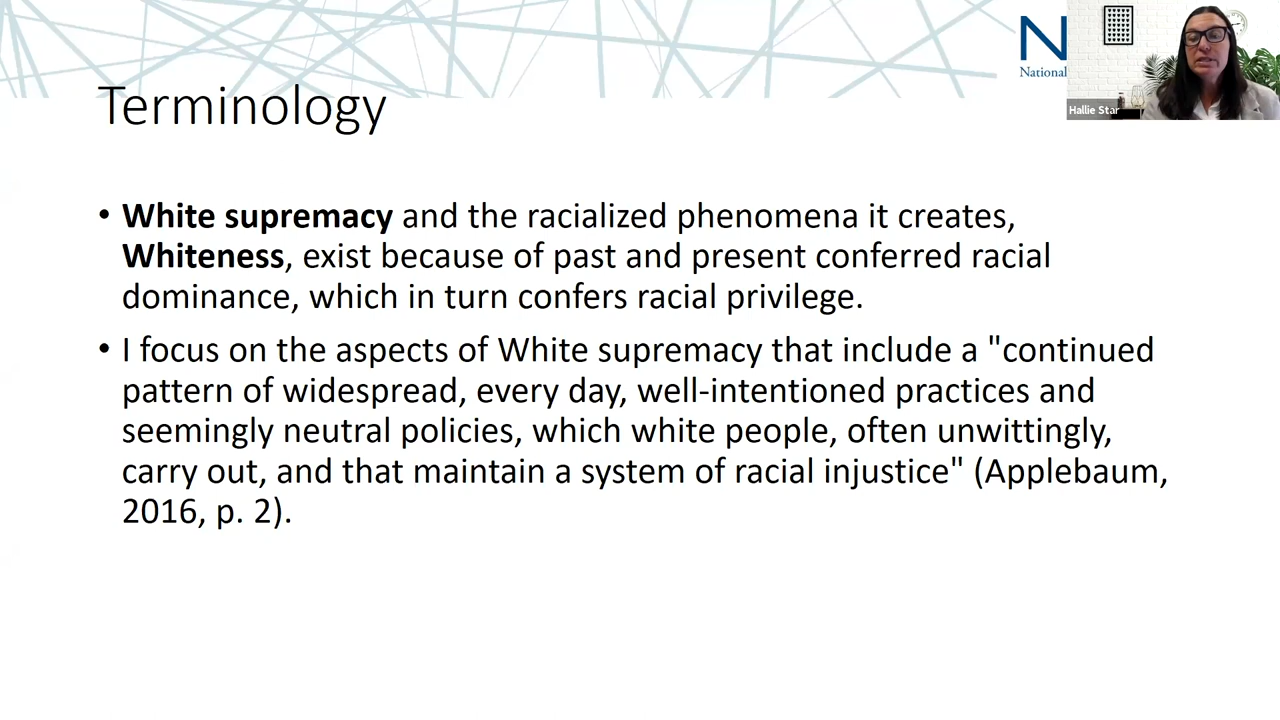 N
National
Hallie Star
Terminology
• White supremacy and the racialized phenomena it creates,
Whiteness, exist because of past and present conferred racial
dominance, which in turn confers racial privilege.
• I focus on the aspects of White supremacy that include a "continued
pattern of widespread, every day, well-intentioned practices and
seemingly neutral policies, which white people, often unwittingly,
carry out, and that maintain a system of racial injustice" (Applebaum,
2016, p. 2).